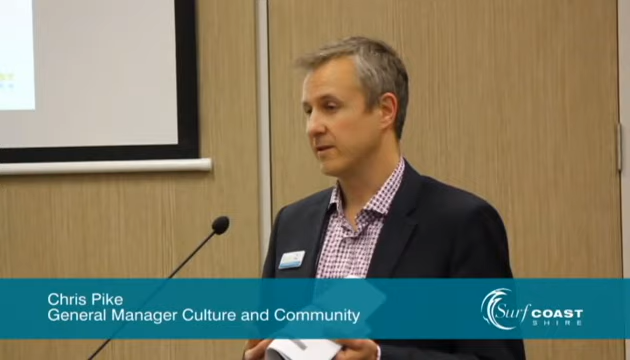 Chris Pike
General Manager Culture and Community
Surf COAST
SHIRE